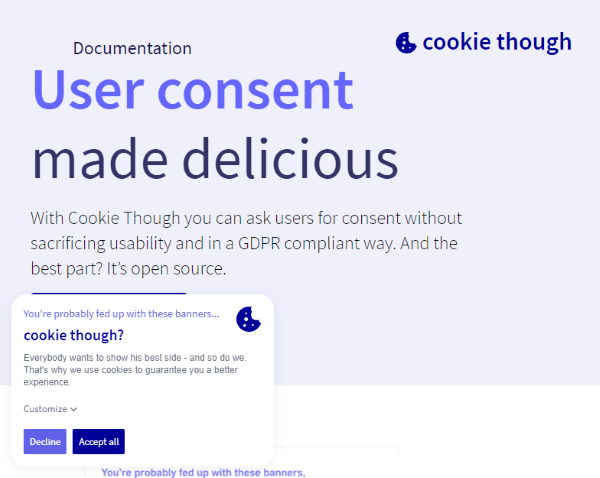 Documentation
cookie though
User consent
made delicious
With Cookie Though you can ask users for consent without
sacrificing usability and in a GDPR compliant way. And the
best part? It's open source.
You're probably fed up with these banners...
cookie though?
Everybody wants to show his best side - and so do we.
That's why we use cookies to guarantee you a better
experience.
Customize
Decline Accept all
You're probably fed up with these banners,